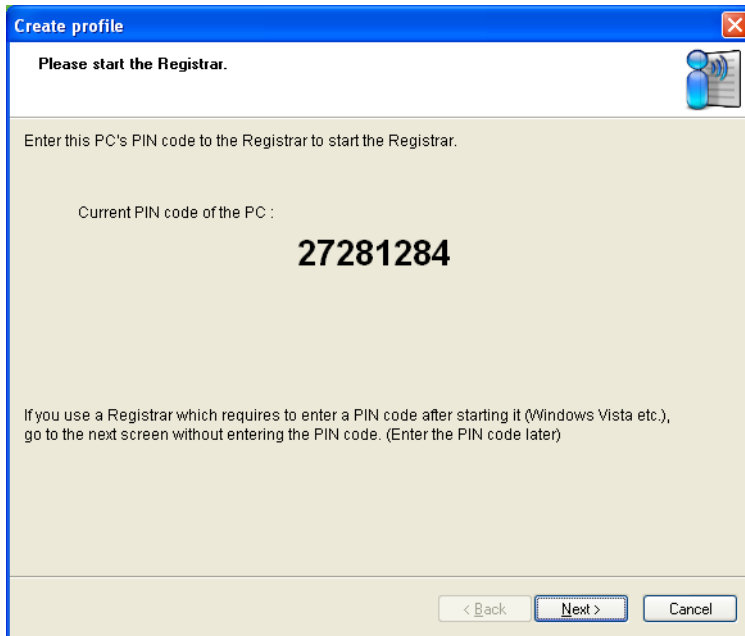 Create profile
Please start the Registrar.
Enter this PC's PIN code to the Registrar to start the Registrar.
Current PIN code of the PC :
27281284
If you use a Registrar which requires to enter a PIN code after starting it (Windows Vista etc.),
go to the next screen without entering the PIN code. (Enter the PIN code later)
< Back
Next >
Cancel